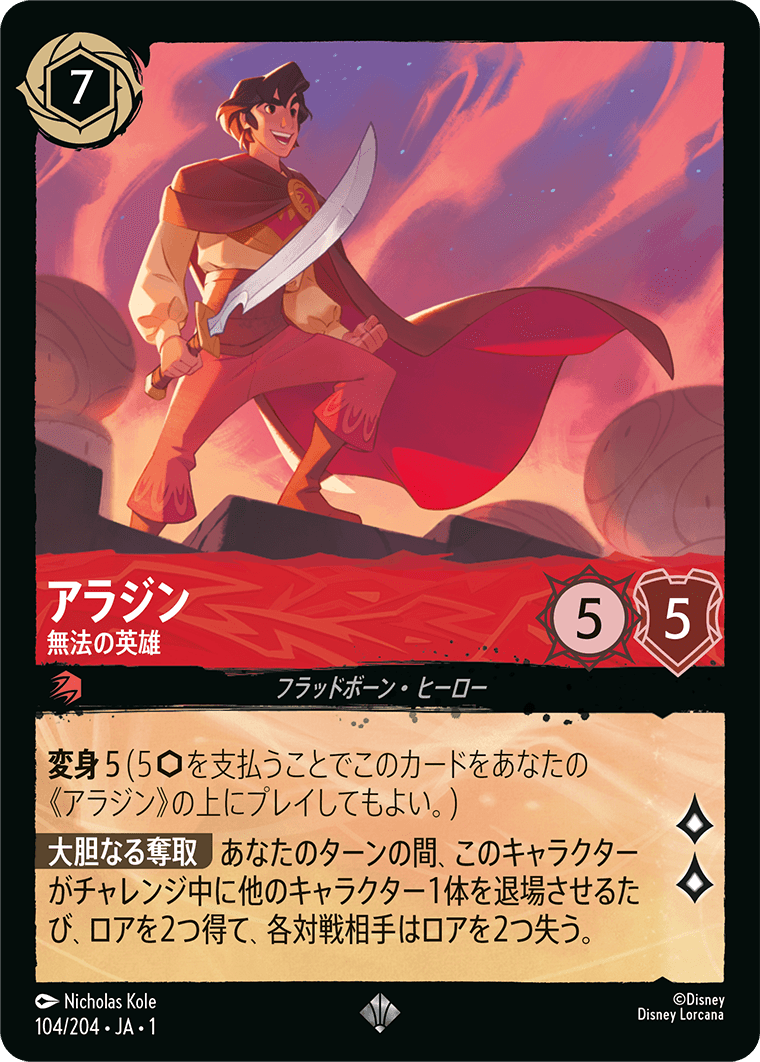 7
アラジン
無法の英雄
5 5
フラッドボーン・ヒーロー
変身 5 (5⬡を支払うことでこのカードをあなたの
《アラジン》の上にプレイしてもよい。)
大胆なる奪取 あなたのターンの間、このキャラクター
がチャレンジ中に他のキャラクター1体を退場させるた
び、ロアを2つ得て、各対戦相手はロアを2つ失う。
Nicholas Kole
104/204・JA・1
©Disney
Disney Lorcana